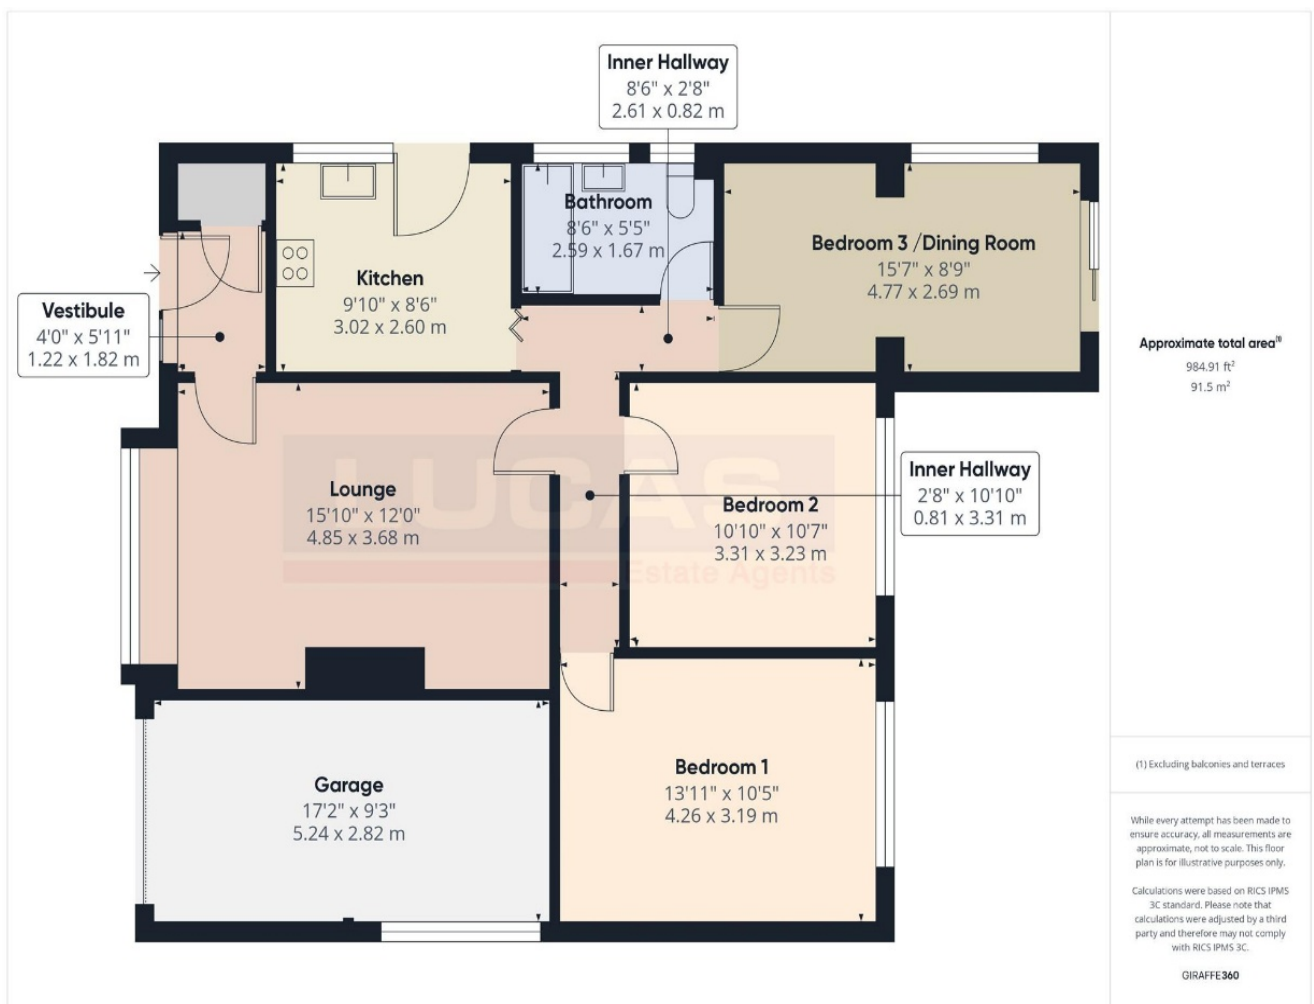 Inner Hallway
8'6" x 2'8"
2.61 x 0.82 m
Bathroom
8'6" x 5'5"
2.59 x 1.67 m
Bedroom 3 /Dining Room
15'7" x 8'9"
4.77 x 2.69 m
Kitchen
9'10" x 8'6"
3.02 x 2.60 m
Vestibule
4'0" x 5'11"
1.22 x 1.82 m
Lounge
15'10" x 12'0"
4.85 x 3.68 m
LUCAS
Estate Agents
Inner Hallway
2'8" x 10'10"
0.81 x 3.31 m
Bedroom 2
10'10" x 10'7"
3.31 x 3.23 m
Bedroom 1
13'11" x 10'5"
4.26 x 3.19 m
Garage
17'2" x 9'3"
5.24 x 2.82 m
Approximate total area(1)
984.91 ft²
91.5 m²
(1) Excluding balconies and terraces
While every attempt has been made to
ensure accuracy, all measurements are
approximate, not to scale. This floor
plan is for illustrative purposes only.
Calculations were based on RICS IPMS
3C standard. Please note that
calculations were adjusted by a third
party and therefore may not comply
with RICS IPMS 3C.
GIRAFFE360